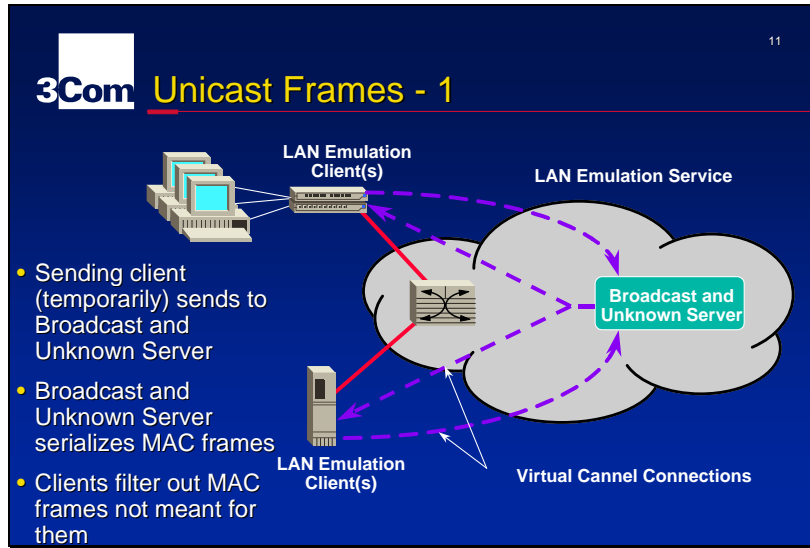 11
3Com
Unicast Frames - 1
LAN Emulation
Client(s)
LAN Emulation Service
• Sending client
(temporarily) sends to
Broadcast and
Unknown Server
• Broadcast and
Unknown Server
serializes MAC frames
• Clients filter out MAC
frames not meant for
them
Broadcast and
Unknown Server
LAN Emulation
Client(s)
Virtual Cannel Connections